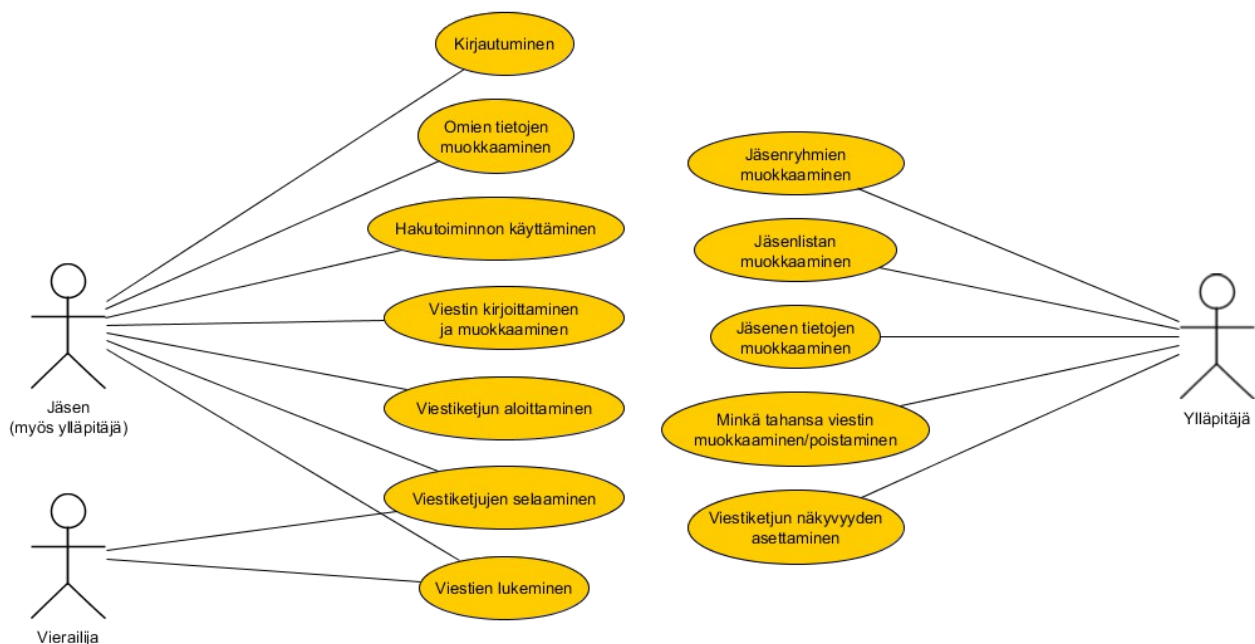 Kirjautuminen
Omien tietojen
muokkaaminen
Hakutoiminnon käyttäminen
Viestin kirjoittaminen
ja muokkaaminen
Viestiketjun aloittaminen
Viestiketjujen selaaminen
Viestien lukeminen
Jäsen
(myös ylläpitäjä)
Vierailija
Jäsenryhmien
muokkaaminen
Jäsenlistan
muokkaaminen
Jäsenen tietojen
muokkaaminen
Minkä tahansa viestin
muokkaaminen/poistaminen
Viestiketjun näkyvyyden
asettaminen
Ylläpitäjä